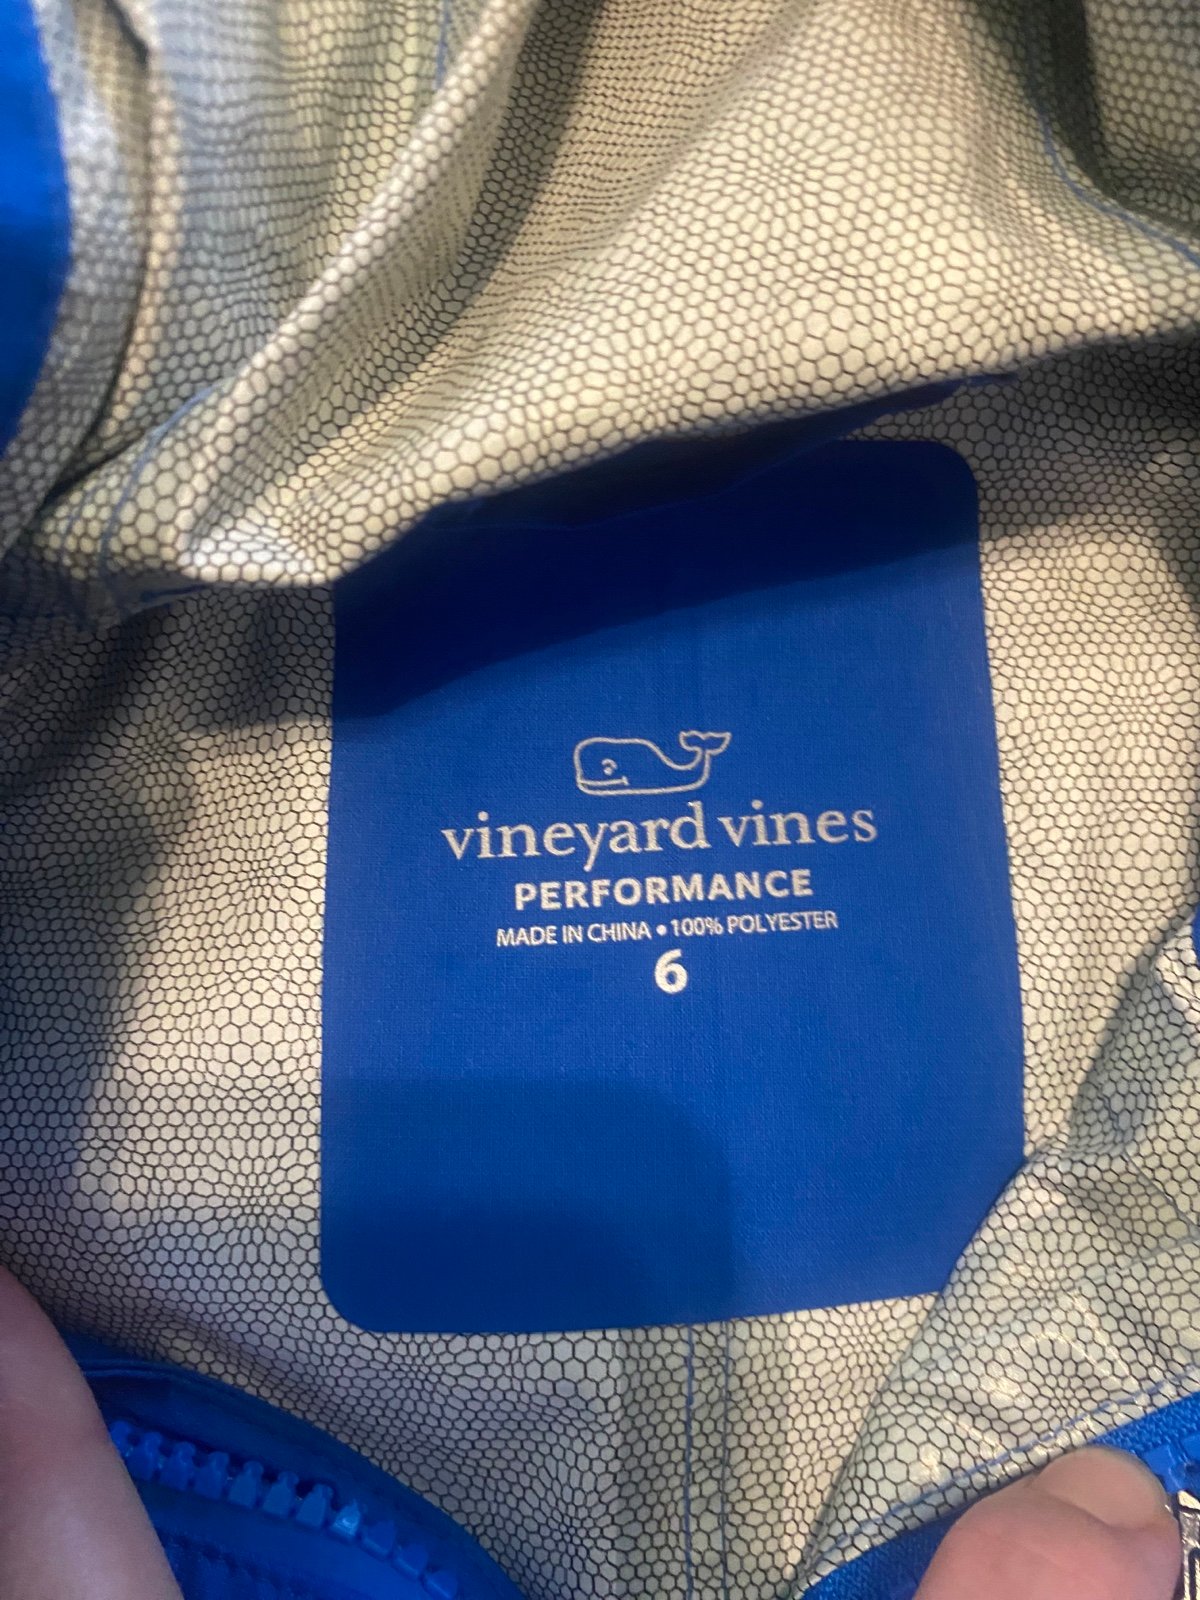 vineyard vines
PERFORMANCE
MADE IN CHINA • 100% POLYESTER
6